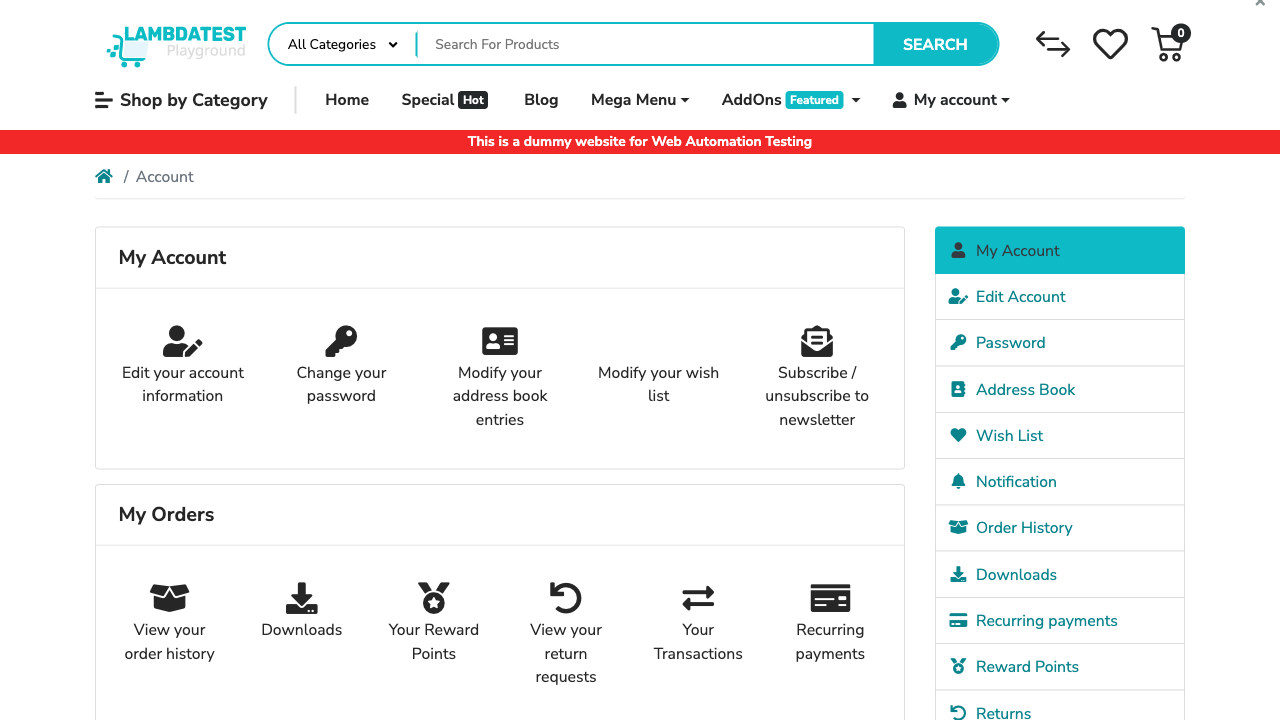 LAMBDATEST
Playground
All Categories
Search For Products
SEARCH
0
Shop by Category
Home
Special Hot
Blog
Mega Menu
AddOns Featured
My account
This is a dummy website for Web Automation Testing
/ Account
My Account
Edit your account
information
Change your
password
Modify your
address book
entries
Modify your wish
list
Subscribe /
unsubscribe to
newsletter
My Orders
View your
order history
Downloads
Your Reward
Points
View your
return
requests
Your
Transactions
Recurring
payments
My Account
Edit Account
Password
Address Book
Wish List
Notification
Order History
Downloads
Recurring payments
Reward Points
Returns